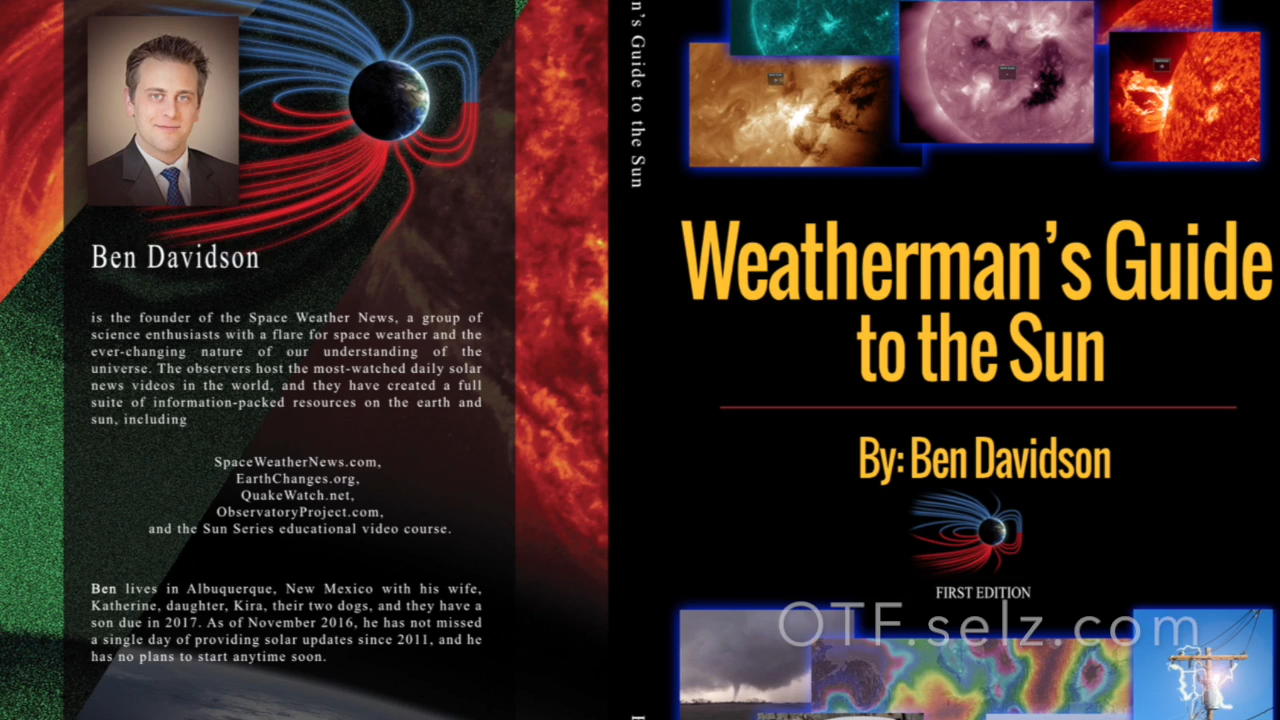 Ben Davidson
is the founder of the Space Weather News, a group of
science enthusiasts with a flare for space weather and the
ever-changing nature of our understanding of the
universe. The observers host the most-watched daily solar
news videos in the world, and they have created a full
suite of information-packed resources on the earth and
sun, including
SpaceWeatherNews.com,
EarthChanges.org,
QuakeWatch.net,
ObservatoryProject.com,
and the Sun Series educational video course.
Ben lives in Albuquerque, New Mexico with his wife,
Katherine, daughter, Kira, their two dogs, and they have a
son due in 2017. As of November 2016, he has not missed
a single day of providing solar updates since 2011, and he
has no plans to start anytime soon.
n's Guide to the Sun
Weatherman's Guide
to the Sun
By: Ben Davidson
FIRST EDITION
OTF.selz.com